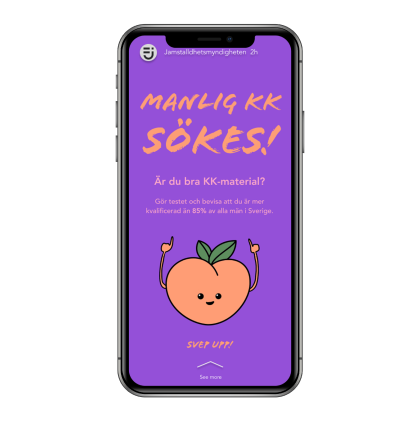 Jämställdhetsmyndigheten 2h
MANLIG KK
SÖKES!
Är du bra KK-material?
Gör testet och bevisa att du är mer
kvalificerad än 85% av alla män i Sverige.
SVEP UPP!
See more